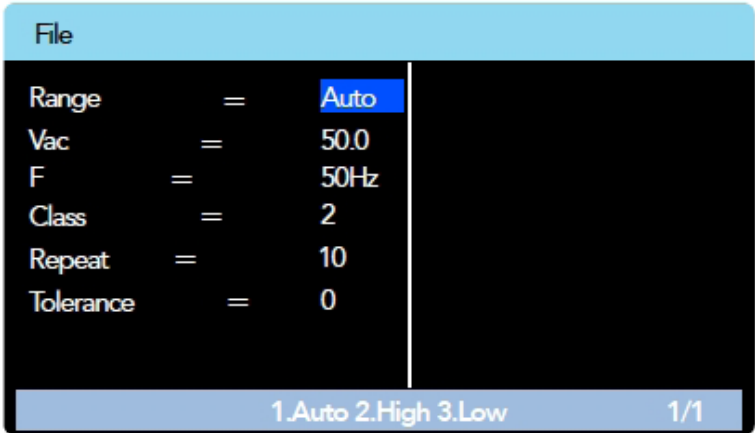 File
Range = Auto
Vac = 50.0
F = 50Hz
Class = 2
Repeat = 10
Tolerance = 0
1.Auto 2.High 3.Low 1/1